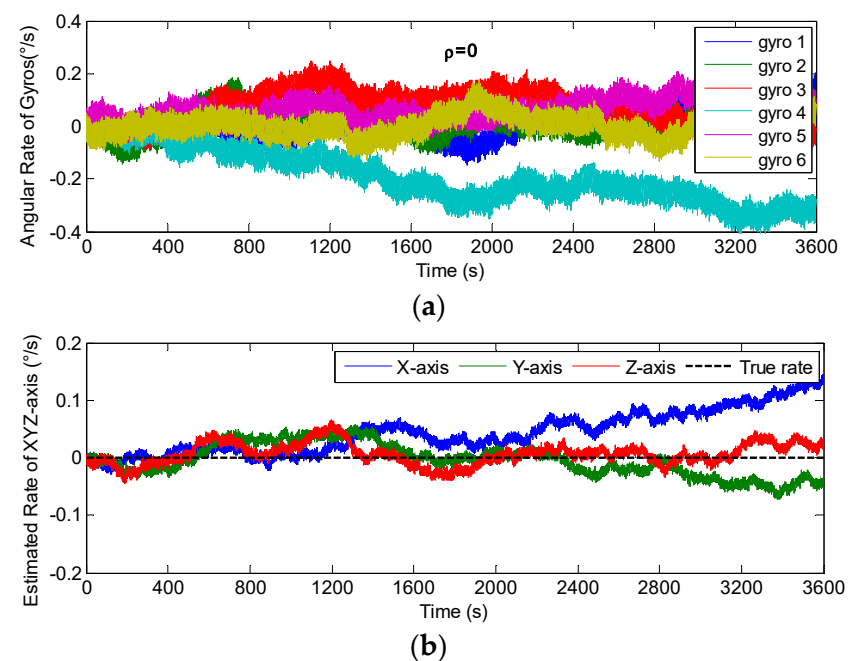 Angular Rate of Gyros(°/s)
0.4
0.2
0
-0.2
-0.4
ρ=0
gyro 1
gyro 2
gyro 3
gyro 4
gyro 5
gyro 6
0 400 800 1200 1600 2000 2400 2800 3200 3600
Time (s)
(a)
Estimated Rate of XYZ-axis (°/s)
0.2
0.1
0
-0.1
-0.2
X-axis Y-axis Z-axis True rate
0 400 800 1200 1600 2000 2400 2800 3200 3600
Time (s)
(b)